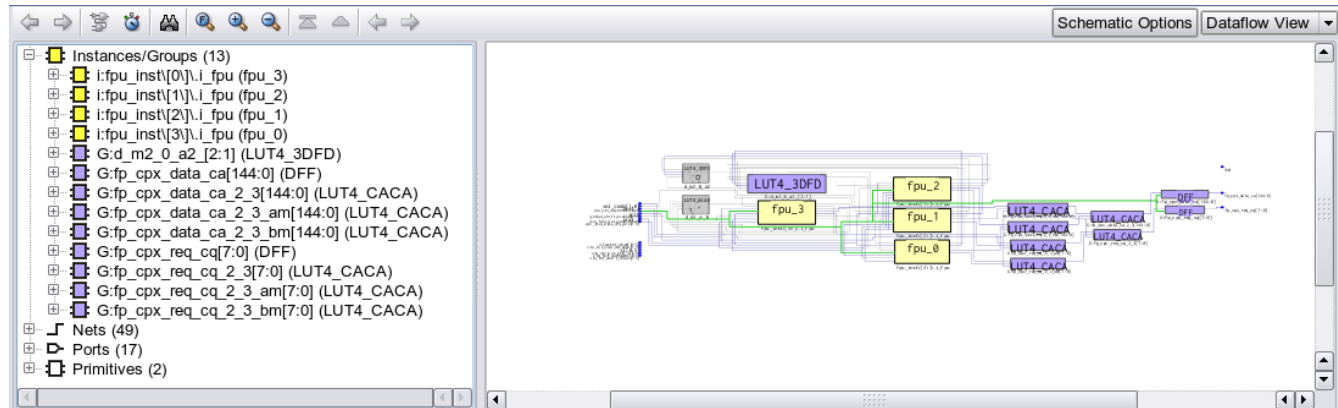 Schematic Options
Dataflow View
Instances/Groups (13)
i:fpu_inst\[0\]\.i_fpu (fpu_3)
i:fpu_inst\[1\]\.i_fpu (fpu_2)
i:fpu_inst\[2\]\.i_fpu (fpu_1)
i:fpu_inst\[3\]\.i_fpu (fpu_0)
G:d_m2_0_a2_[2:1] (LUT4_3DFD)
G:fp_cpx_data_ca[144:0] (DFF)
G:fp_cpx_data_ca_2_3[144:0] (LUT4_CACA)
G:fp_cpx_data_ca_2_3_am[144:0] (LUT4_CACA)
G:fp_cpx_data_ca_2_3_bm[144:0] (LUT4_CACA)
G:fp_cpx_req_cq[7:0] (DFF)
G:fp_cpx_req_cq_2_3[7:0] (LUT4_CACA)
G:fp_cpx_req_cq_2_3_am[7:0] (LUT4_CACA)
G:fp_cpx_req_cq_2_3_bm[7:0] (LUT4_CACA)
Nets (49)
Ports (17)
Primitives (2)
LUT4_3DFD
fpu_3
fpu_2
fpu_1
fpu_0
LUT4_CACA
LUT4_CACA
LUT4_CACA
LUT4_CACA
LUT4_CACA
LUT4_CACA
DFF
DFF